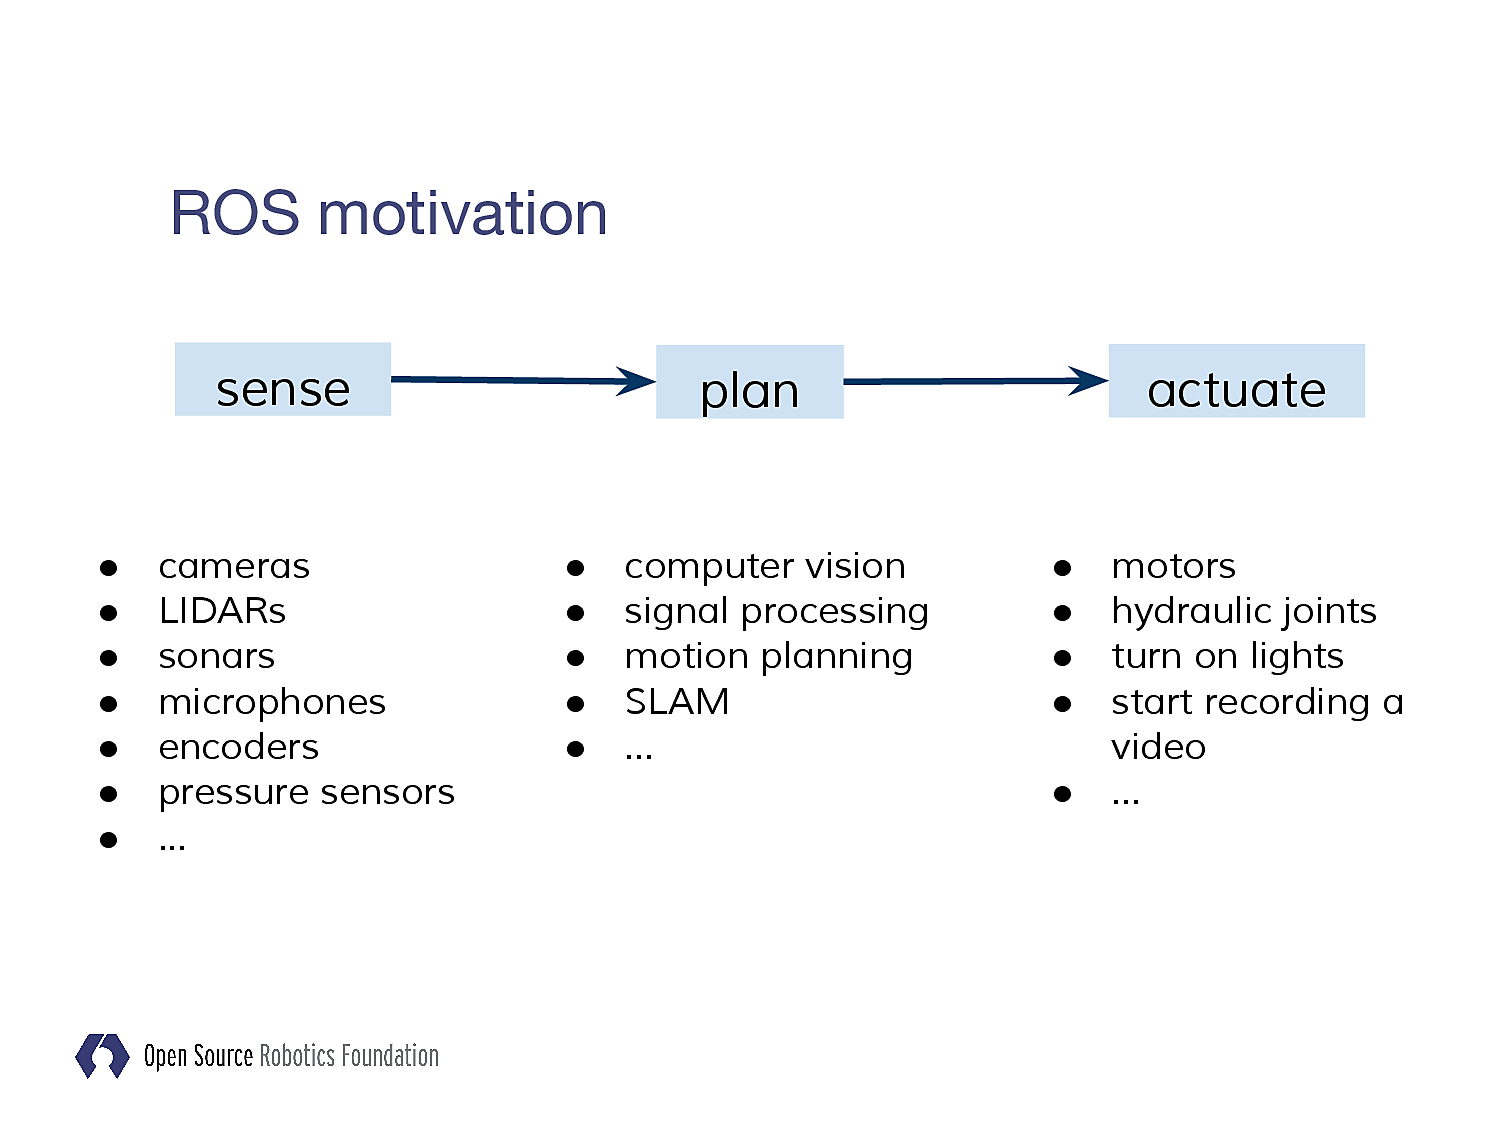 ROS motivation
sense
plan
actuate
● cameras
● LIDARs
● sonars
● microphones
● encoders
● pressure sensors
● ...
● computer vision
● signal processing
● motion planning
● SLAM
● ...
● motors
● hydraulic joints
● turn on lights
● start recording a
video
● ...
Open Source Robotics Foundation